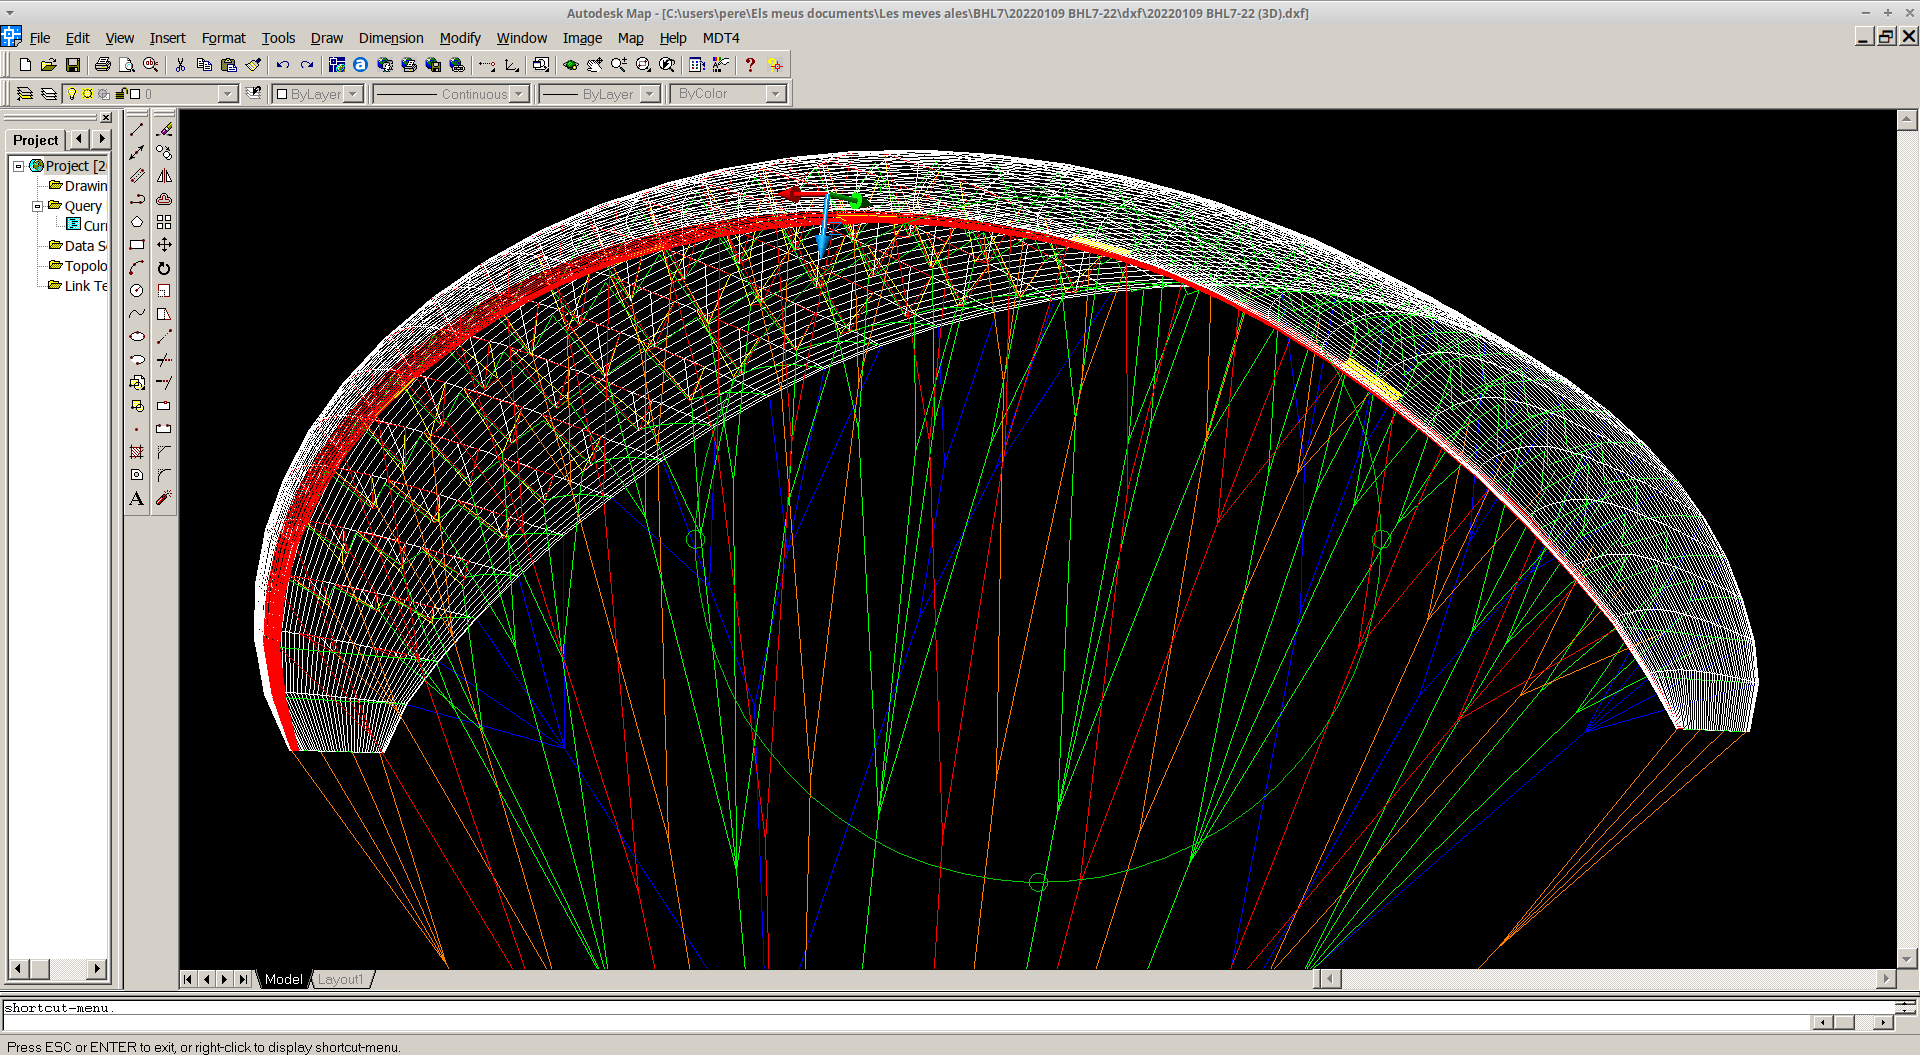 Autodesk Map - [C:\users\pere\Els meus documents\Les meves ales\BHL7\20220109 BHL7-22\dxf\20220109 BHL7-22 (3D).dxf]
File Edit View Insert Format Tools Draw Dimension Modify Window Image Map Help MDT4
0 ByLayer Continuous ByLayer ByColor
Project
Project [2
Drawin
Query
Curr
Data S
Topolo
Link Te
A
Model Layout1
shortcut-menu.
Press ESC or ENTER to exit, or right-click to display shortcut-menu.